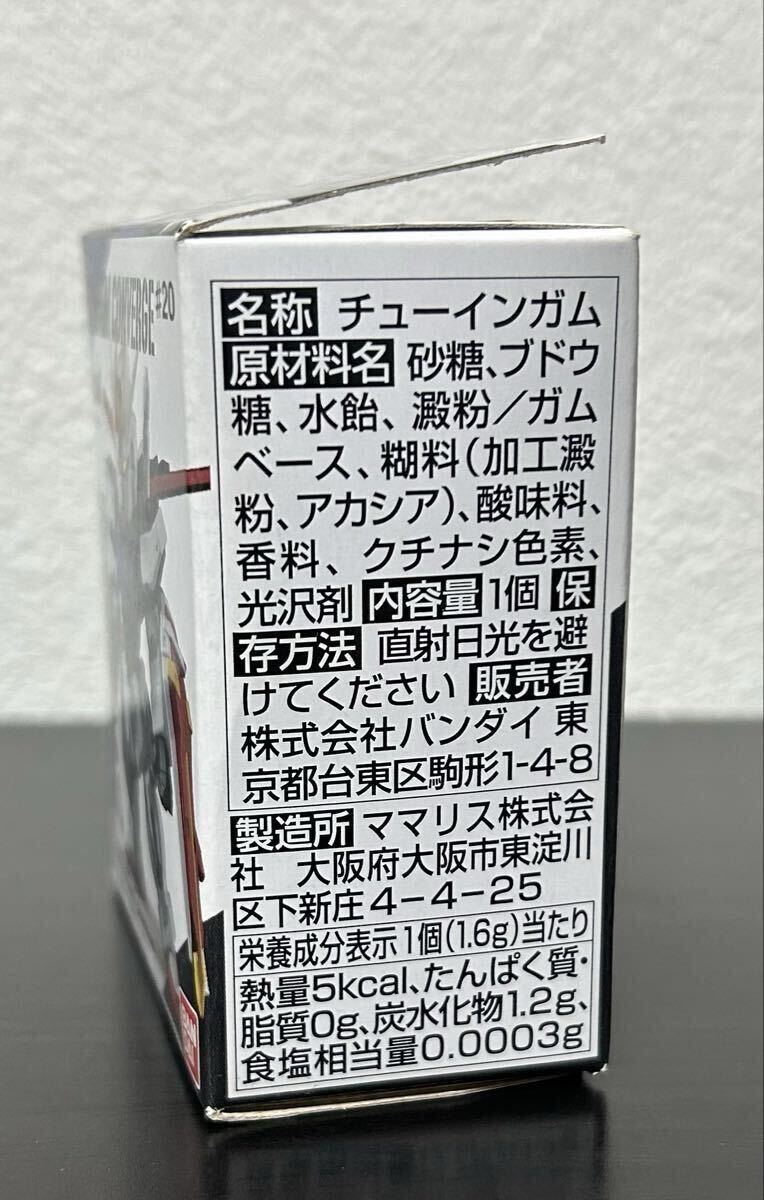 CONVERGE #20
名称 チューインガム
原材料名 砂糖、ブドウ
糖、水飴、澱粉／ガム
ベース、糊料(加工澱
粉、アカシア)、酸味料、
香料、クチナシ色素、
光沢剤 内容量 1個 保
存方法 直射日光を避
けてください 販売者
株式会社バンダイ 東
京都台東区駒形1-4-8
製造所 ママリス株式会
社 大阪府大阪市東淀川
区下新庄4-4-25
栄養成分表示1個(1.6g)当たり
熱量5kcal、たんぱく質・
脂質0g、炭水化物1.2g、
食塩相当量0.0003g